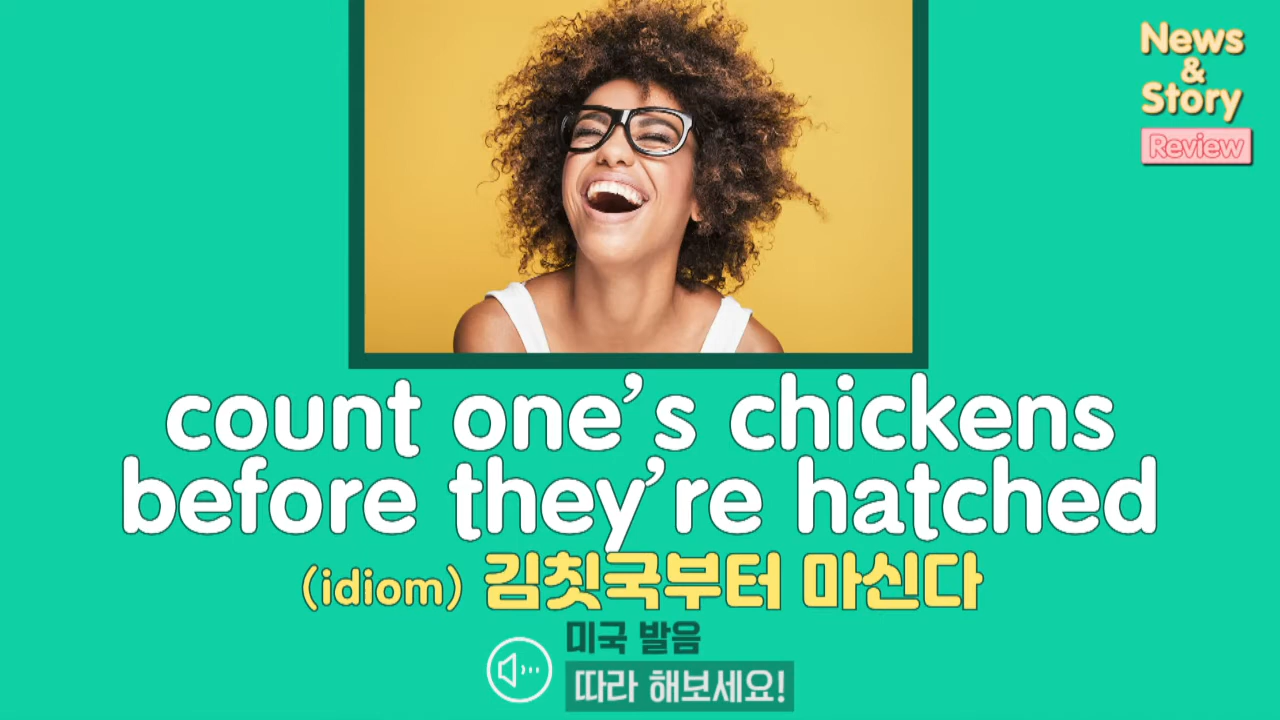 News
&
Story
Review
count one’s chickens
before they’re hatched
(idiom) 김칫국부터 마신다
미국 발음
따라 해보세요!